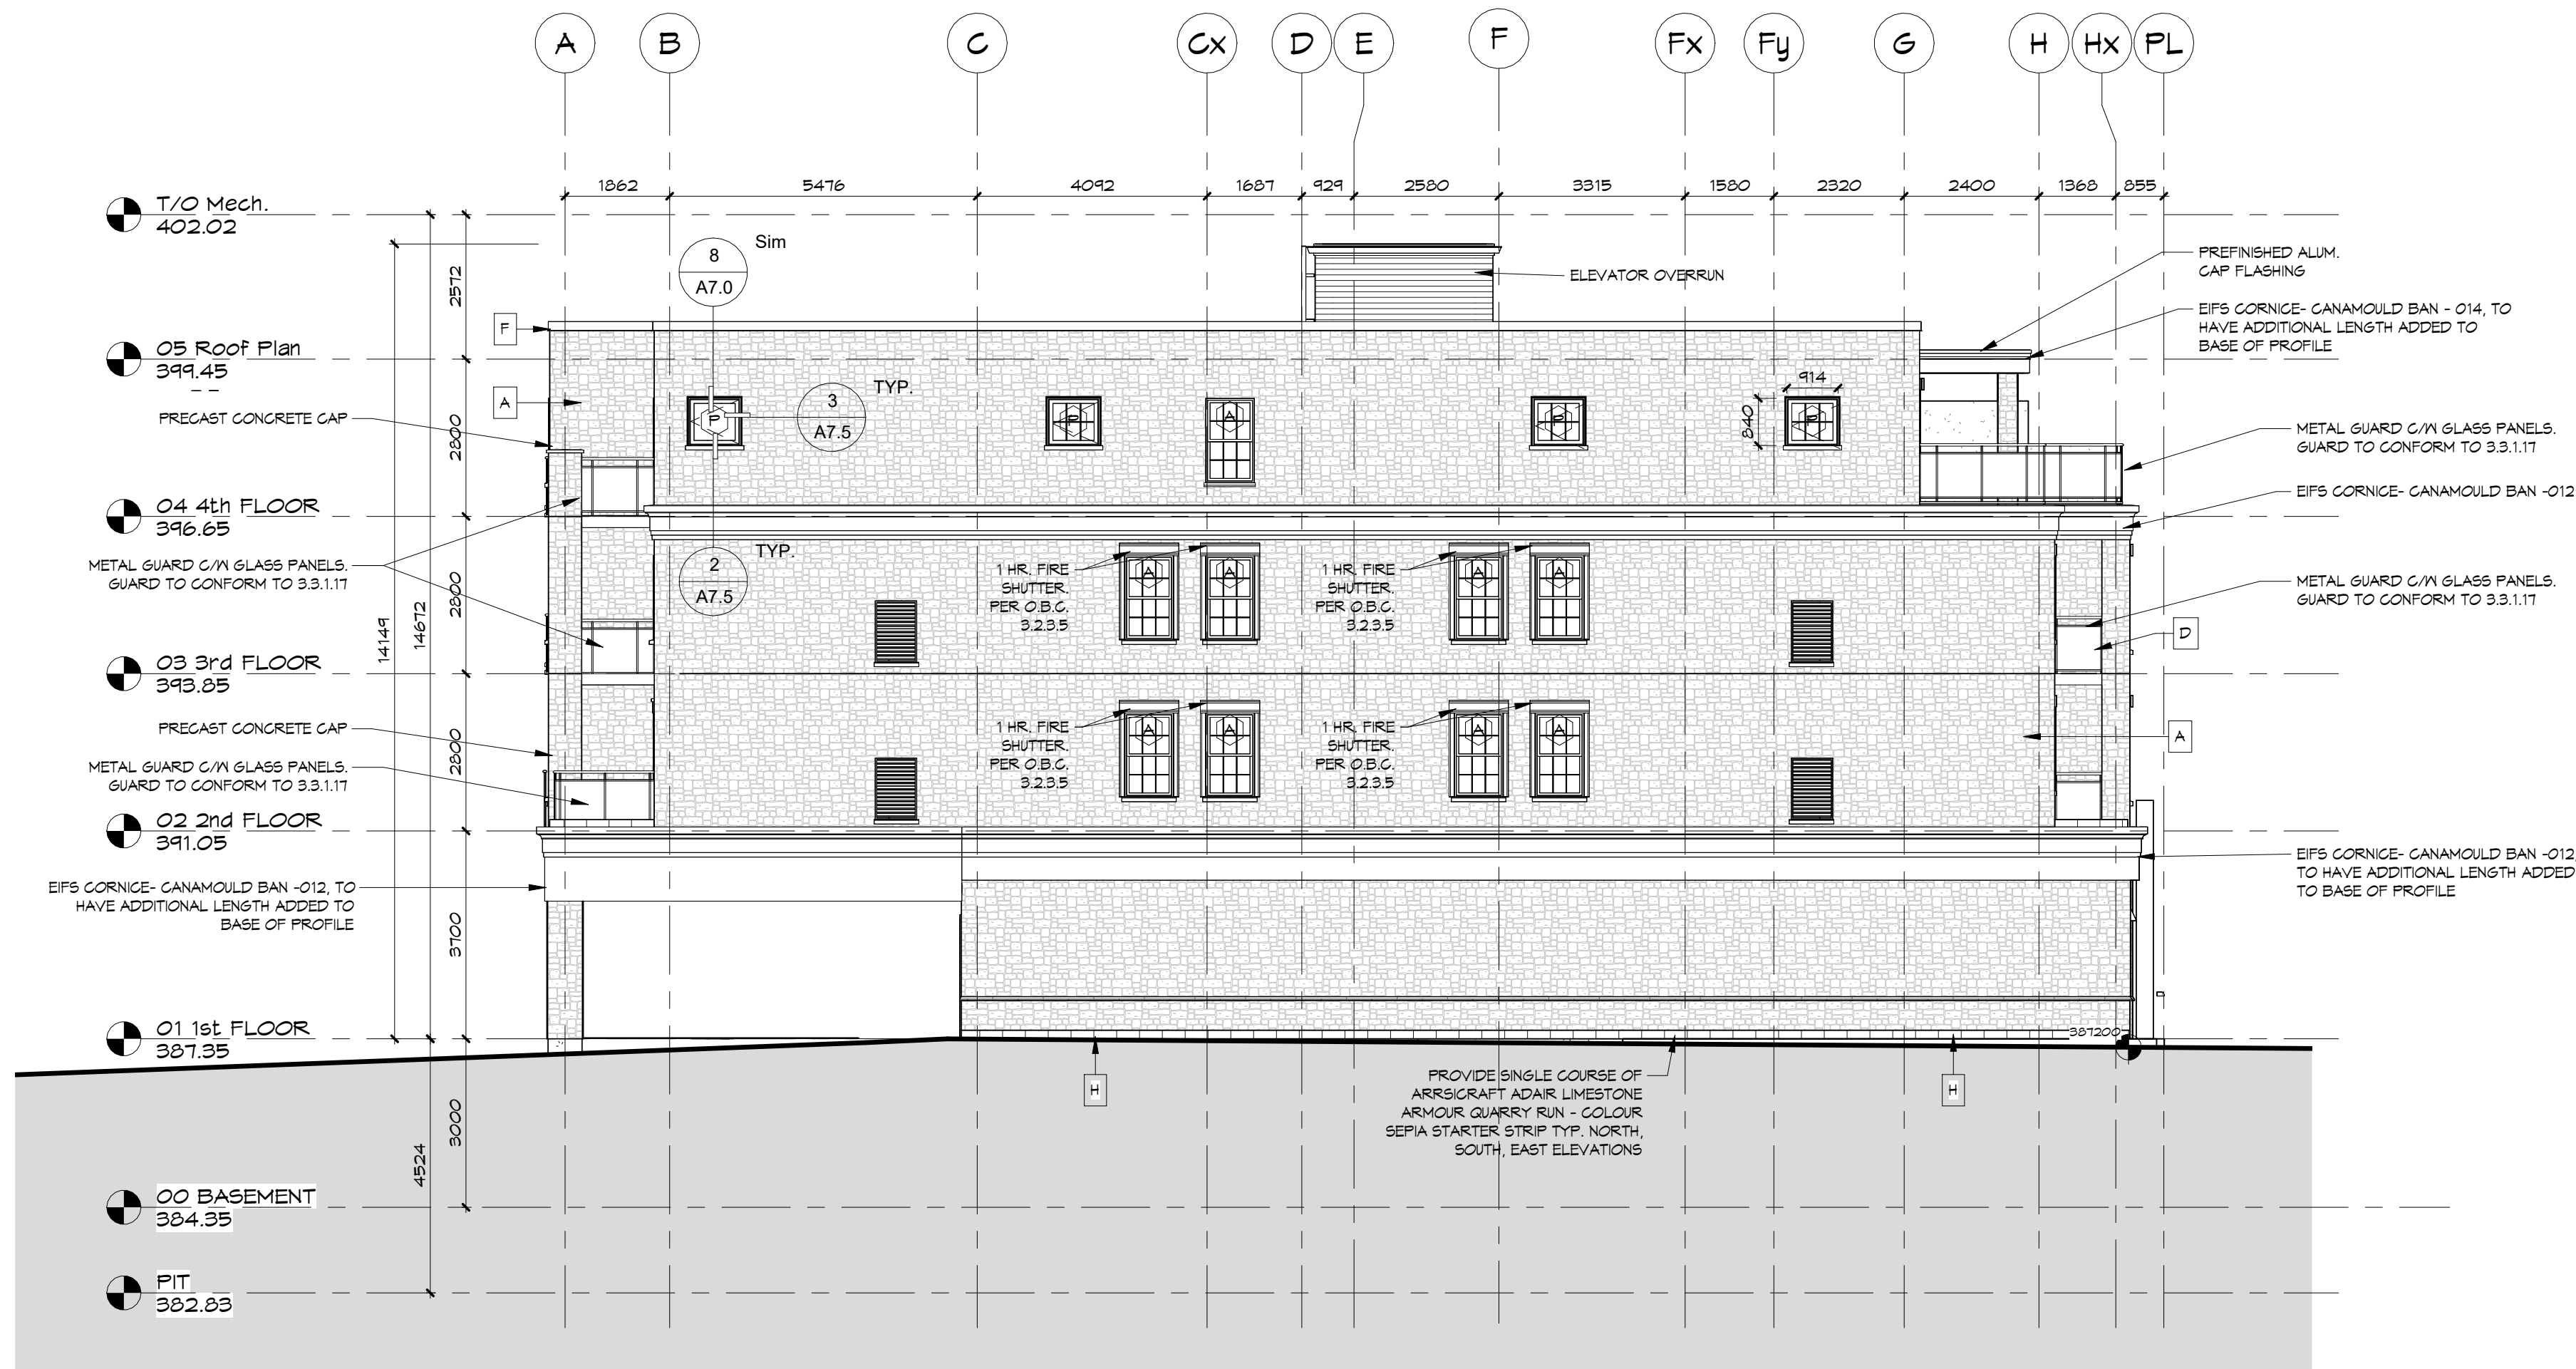 A
B
C
Cx
D
E
F
Fx
Fy
G
H
Hx
PL
1862
5476
4092
1687
929
2580
3315
1580
2320
2400
1368
855
T/O Mech.
402.02
05 Roof Plan
399.45
PRECAST CONCRETE CAP
04 4th FLOOR
396.65
METAL GUARD C/W GLASS PANELS.
GUARD TO CONFORM TO 3.3.1.17
03 3rd FLOOR
393.85
PRECAST CONCRETE CAP
METAL GUARD C/W GLASS PANELS.
GUARD TO CONFORM TO 3.3.1.17
02 2nd FLOOR
391.05
EIFS CORNICE- CANAMOULD BAN -012, TO
HAVE ADDITIONAL LENGTH ADDED TO
BASE OF PROFILE
01 1st FLOOR
387.35
00 BASEMENT
384.35
PIT
382.83
14149
14672
4524
2572
2800
2800
2800
3700
3000
8
A7.0
Sim
3
A7.5
TYP.
2
A7.5
TYP.
F
A
P
P
A
P
P
914
840
ELEVATOR OVERRUN
1 HR. FIRE
SHUTTER.
PER O.B.C.
3.2.3.5
A
A
1 HR. FIRE
SHUTTER.
PER O.B.C.
3.2.3.5
A
A
1 HR. FIRE
SHUTTER.
PER O.B.C.
3.2.3.5
A
A
1 HR. FIRE
SHUTTER.
PER O.B.C.
3.2.3.5
A
A
PREFINISHED ALUM.
CAP FLASHING
EIFS CORNICE- CANAMOULD BAN - 014, TO
HAVE ADDITIONAL LENGTH ADDED TO
BASE OF PROFILE
METAL GUARD C/W GLASS PANELS.
GUARD TO CONFORM TO 3.3.1.17
EIFS CORNICE- CANAMOULD BAN -012
METAL GUARD C/W GLASS PANELS.
GUARD TO CONFORM TO 3.3.1.17
D
A
EIFS CORNICE- CANAMOULD BAN -012
TO HAVE ADDITIONAL LENGTH ADDED
TO BASE OF PROFILE
387200
H
H
PROVIDE SINGLE COURSE OF
ARRSICRAFT ADAIR LIMESTONE
ARMOUR QUARRY RUN - COLOUR
SEPIA STARTER STRIP TYP. NORTH,
SOUTH, EAST ELEVATIONS